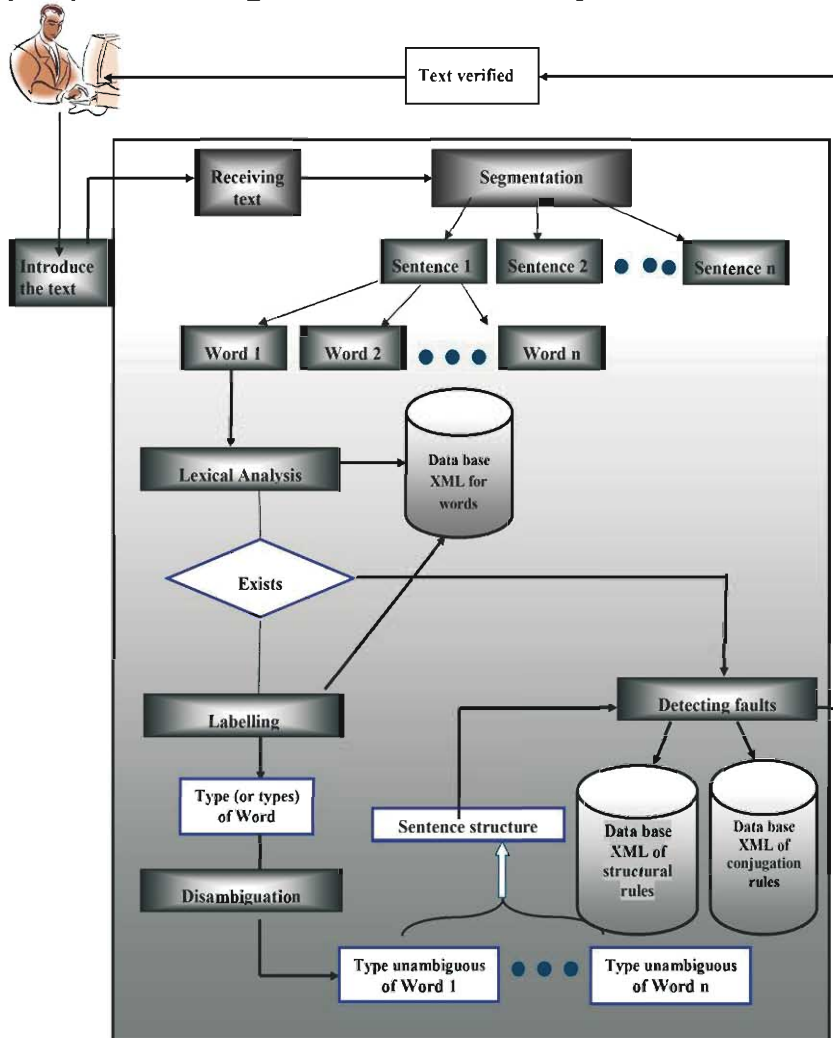 Text verified
Receiving
text
Segmentation
Introduce
the text
Sentence 1
Sentence 2
Sentence n
Word 1
Word 2
Word n
Lexical Analysis
Data base
XML for
words
Exists
Labelling
Detecting faults
Type (or types)
of Word
Sentence structure
Data base
XML of
structural
rules
Data base
XML of
conjugation
rules
Disambiguation
Type unambiguous
of Word 1
Type unambiguous
of Word n